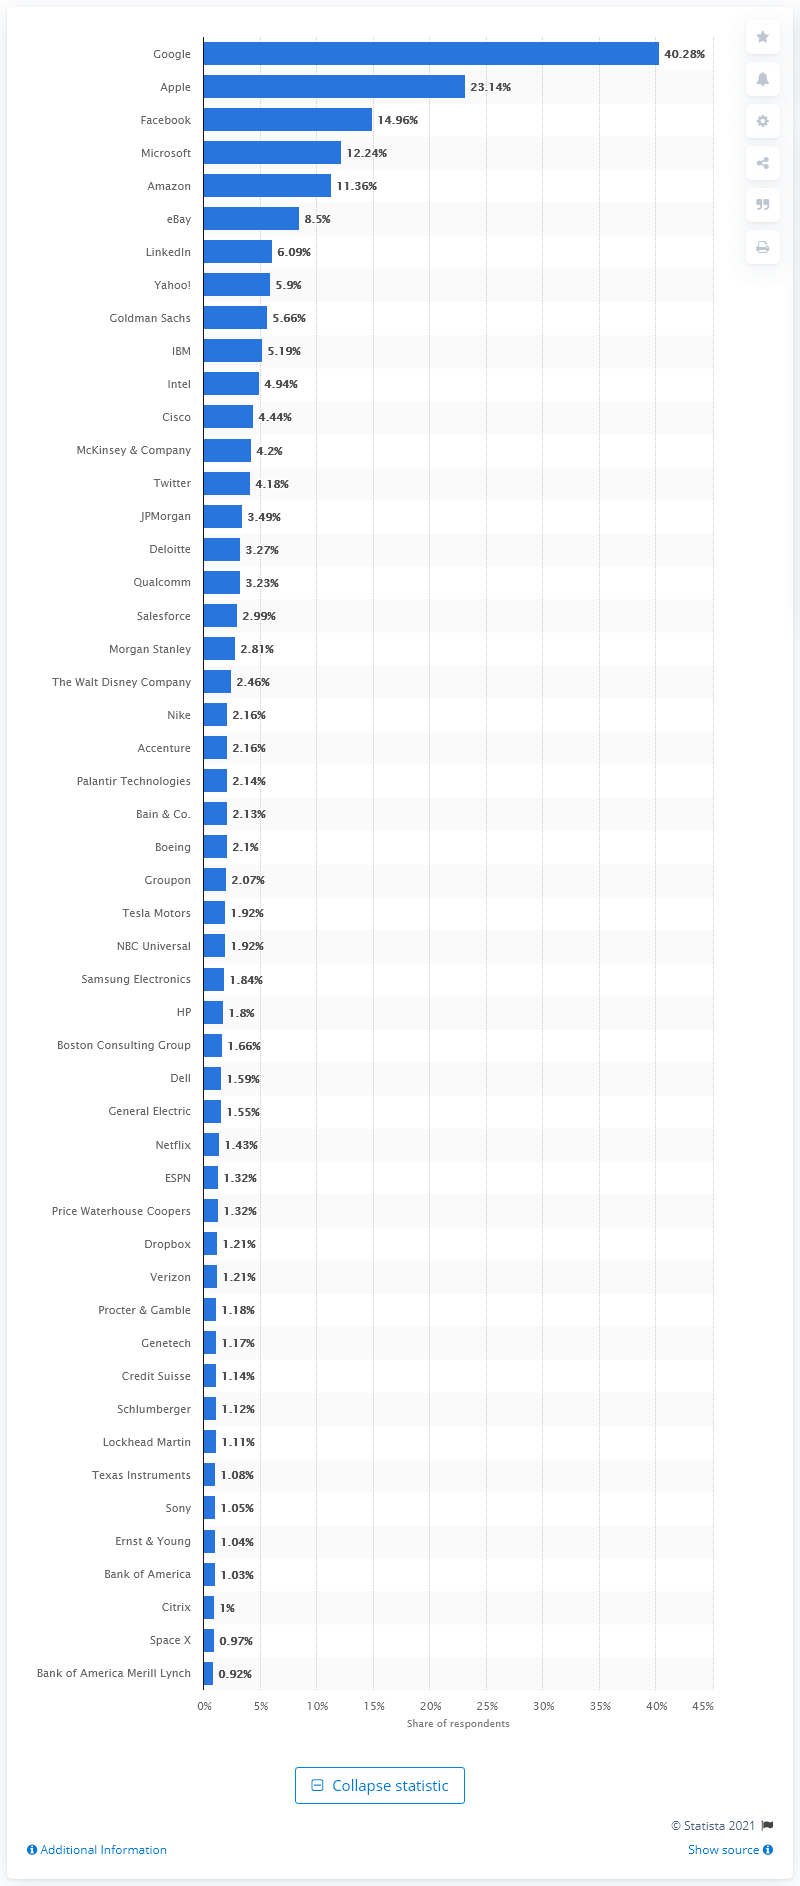 Google 40.28%
Apple 23.14%
Facebook 14.96%
Microsoft 12.24%
Amazon 11.36%
eBay 8.5%
LinkedIn 6.09%
Yahoo! 5.9%
Goldman Sachs 5.66%
IBM 5.19%
Intel 4.94%
Cisco 4.44%
McKinsey & Company 4.2%
Twitter 4.18%
JPMorgan 3.49%
Deloitte 3.27%
Qualcomm 3.23%
Salesforce 2.99%
Morgan Stanley 2.81%
The Walt Disney Company 2.46%
Nike 2.16%
Accenture 2.16%
Palantir Technologies 2.14%
Bain & Co. 2.13%
Boeing 2.1%
Groupon 2.07%
Tesla Motors 1.92%
NBC Universal 1.92%
Samsung Electronics 1.84%
HP 1.8%
Boston Consulting Group 1.66%
Dell 1.59%
General Electric 1.55%
Netflix 1.43%
ESPN 1.32%
Price Waterhouse Coopers 1.32%
Dropbox 1.21%
Verizon 1.21%
Procter & Gamble 1.18%
Genetech 1.17%
Credit Suisse 1.14%
Schlumberger 1.12%
Lockhead Martin 1.11%
Texas Instruments 1.08%
Sony 1.05%
Ernst & Young 1.04%
Bank of America 1.03%
Citrix 1%
Space X 0.97%
Bank of America Merill Lynch 0.92%
0% 5% 10% 15% 20% 25% 30% 35% 40% 45%
Share of respondents
Collapse statistic
© Statista 2021
Additional Information Show source